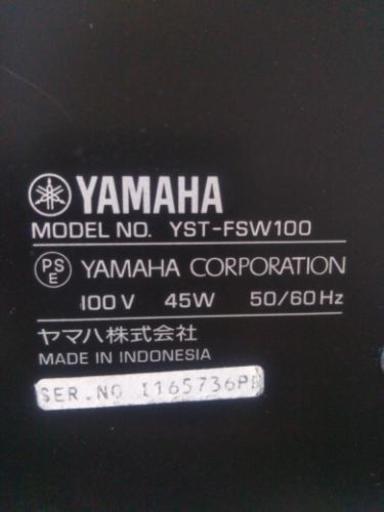 YAMAHA
MODEL NO. YST-FSW100
PSE YAMAHA CORPORATION
100V 45W 50/60Hz
ヤマハ株式会社
MADE IN INDONESIA
SER.NO